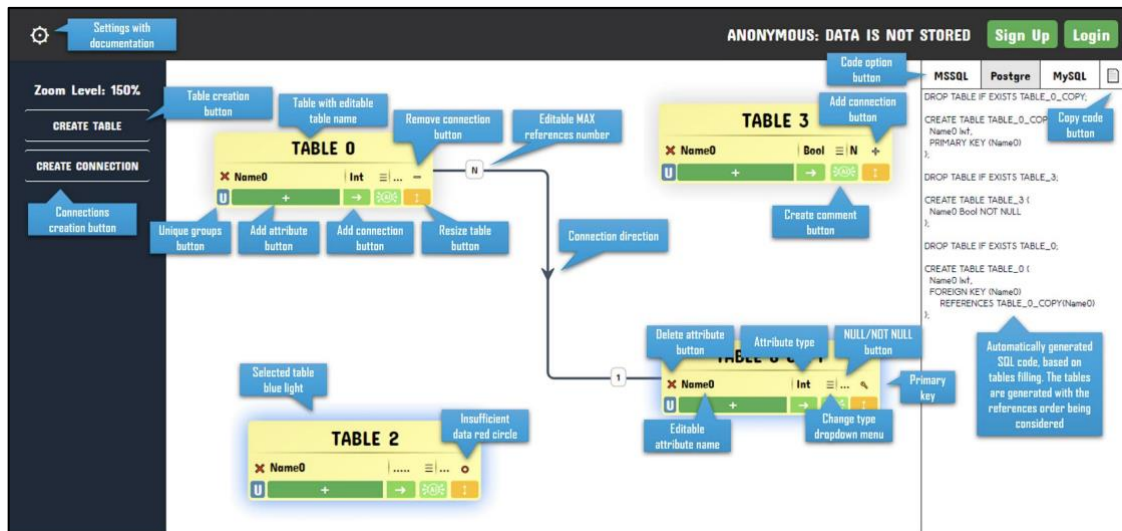 Settings with
documentation
ANONYMOUS: DATA IS NOT STORED
Sign Up
Login
Zoom Level: 150%
CREATE TABLE
CREATE CONNECTION
Table creation
button
Connections
creation button
Table with editable
table name
Remove connection
button
Editable MAX
references number
TABLE 0
Name0
Int
...
U
+
N
Unique groups
button
Add attribute
button
Add connection
button
Resize table
button
Connection direction
TABLE 3
Name0
Bool
N
U
+
AI
Add connection
button
Create comment
button
Code option
button
MSSQL
Postgre
MySQL
Copy code
button
DROP TABLE IF EXISTS TABLE_0_COPY;
CREATE TABLE TABLE_0_COP
Name0 Int,
PRIMARY KEY (Name0)
);
DROP TABLE IF EXISTS TABLE_3;
CREATE TABLE TABLE_3 (
Name0 Bool NOT NULL
);
DROP TABLE IF EXISTS TABLE_0;
CREATE TABLE TABLE_0 (
Name0 Int,
FOREIGN KEY (Name0)
REFERENCES TABLE_0_COPY(Name0)
);
Automatically generated
SQL code, based on
tables filling. The tables
are generated with the
references order being
considered
Delete attribute
button
Attribute type
NULL/NOT NULL
button
1
Name0
Int
...
U
+
Primary
key
Editable
attribute name
Change type
dropdown menu
Selected table
blue light
Insufficient
data red circle
TABLE 2
Name0
.....
...
U
+
AI